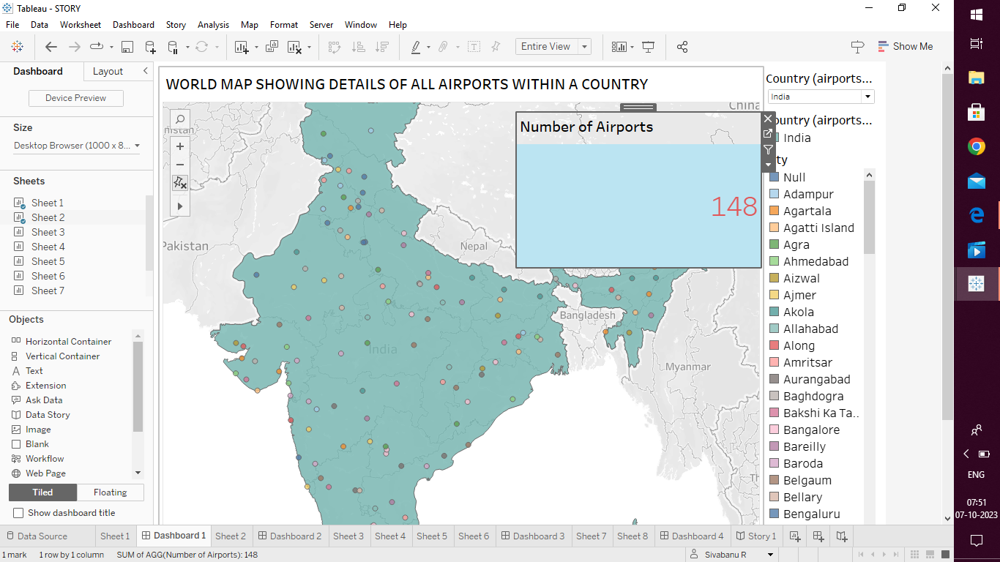 Tableau - STORY
File Data Worksheet Dashboard Story Analysis Map Format Server Window Help
Entire View
Show Me
Dashboard Layout
Device Preview
Size
Desktop Browser (1000 x 8...
Sheets
Sheet 1
Sheet 2
Sheet 3
Sheet 4
Sheet 5
Sheet 6
Sheet 7
Objects
Horizontal Container
Vertical Container
Text
Extension
Ask Data
Data Story
Image
Blank
Workflow
Web Page
Tiled Floating
Show dashboard title
WORLD MAP SHOWING DETAILS OF ALL AIRPORTS WITHIN A COUNTRY
nistan
China
Pakistan
Nepal
Bangladesh
India
Myanmar
Th
Number of Airports
148
Country (airports...
India
ountry (airports...
India
ty
Null
Adampur
Agartala
Agatti Island
Agra
Ahmedabad
Aizwal
Ajmer
Akola
Allahabad
Along
Amritsar
Aurangabad
Baghdogra
Bakshi Ka Ta..
Bangalore
Bareilly
Baroda
Belgaum
Bellary
Bengaluru
Data Source Sheet 1 Dashboard 1 Sheet 2 Dashboard 2 Sheet 3 Sheet 4 Sheet 5 Sheet 6 Dashboard 3 Sheet 7 Sheet 8 Dashboard 4 Story 1
1 mark 1 row by 1 column SUM of AGG(Number of Airports): 148
Sivabanu R
ENG
07:51
07-10-2023